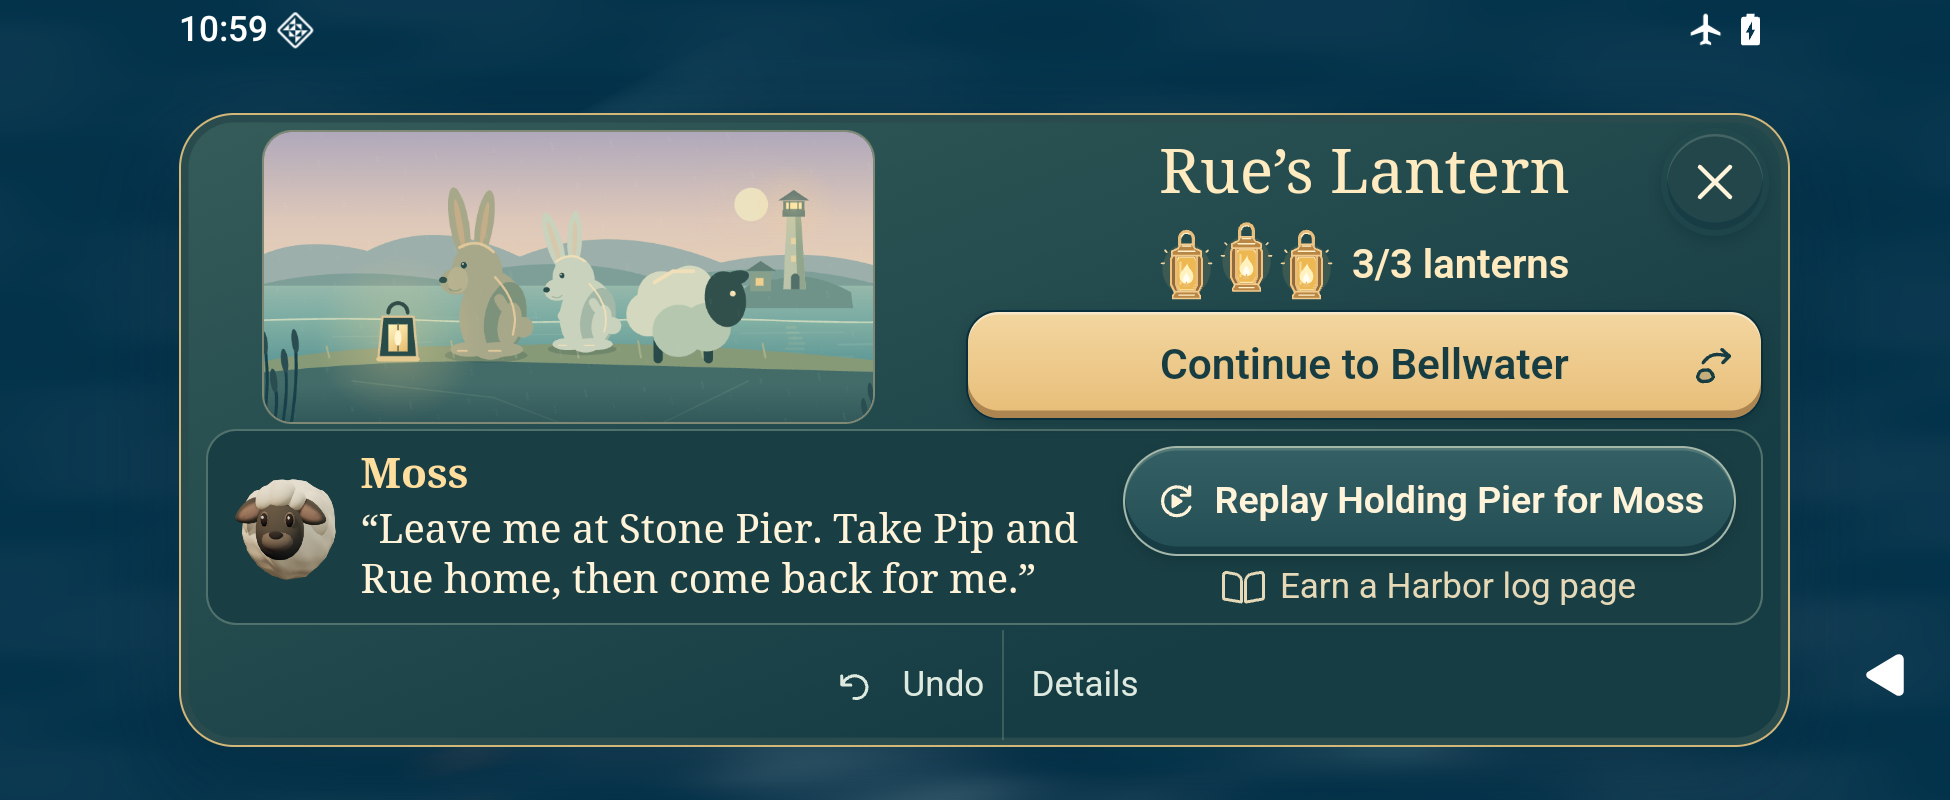 10:59
Rue’s Lantern
3/3 lanterns
Continue to Bellwater
Moss
“Leave me at Stone Pier. Take Pip and
Rue home, then come back for me.”
Replay Holding Pier for Moss
Earn a Harbor log page
Undo
Details